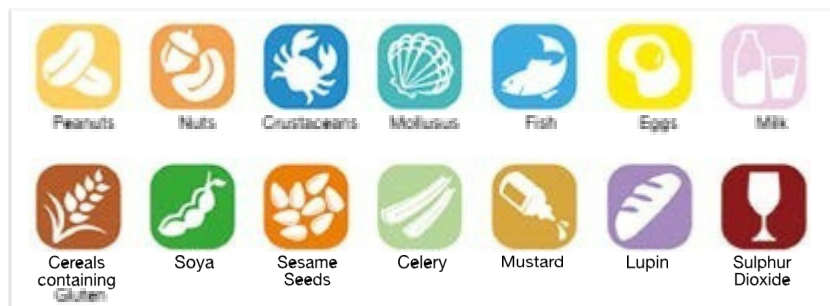 Peanuts
Nuts
Crustaceans
Molluscs
Fish
Eggs
Milk
Cereals
containing
Gluten
Soya
Sesame
Seeds
Celery
Mustard
Lupin
Sulphur
Dioxide